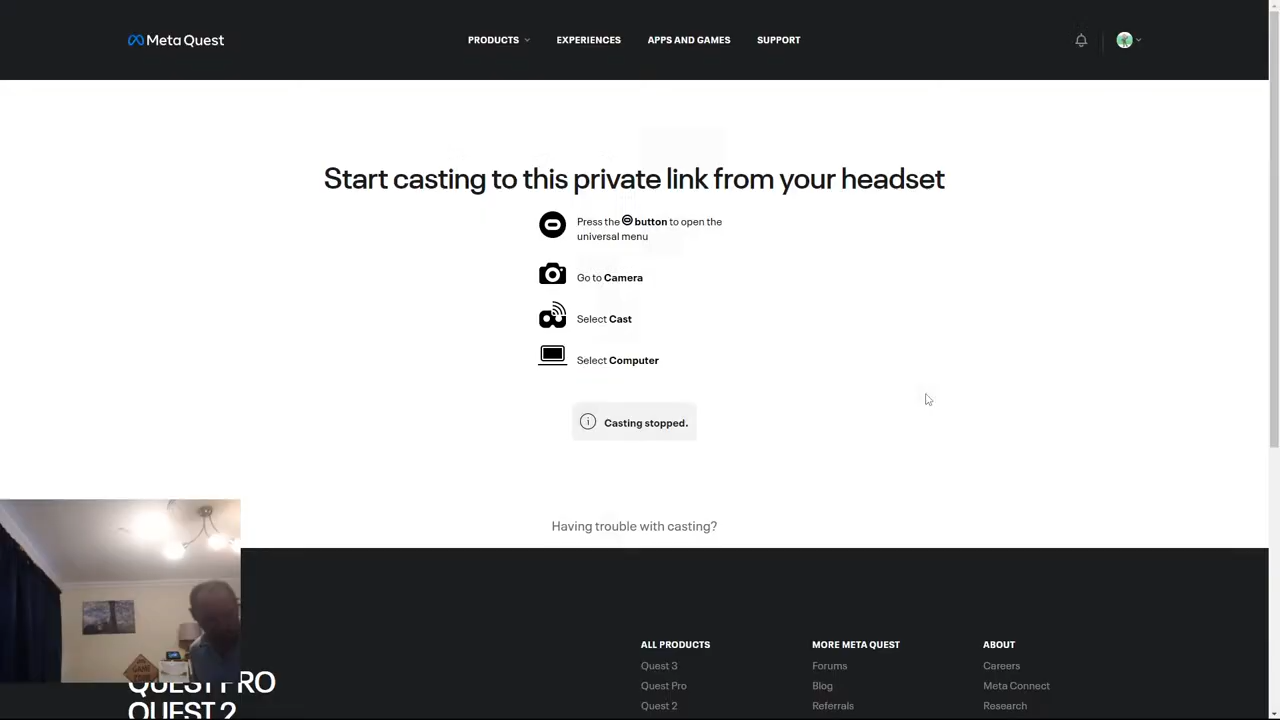 Meta Quest
PRODUCTS
EXPERIENCES
APPS AND GAMES
SUPPORT
Start casting to this private link from your headset
Press the button to open the
universal menu
Go to Camera
Select Cast
Select Computer
Casting stopped.
Having trouble with casting?
QUEST PRO
QUEST 2
ALL PRODUCTS
Quest 3
Quest Pro
Quest 2
MORE META QUEST
Forums
Blog
Referrals
ABOUT
Careers
Meta Connect
Research